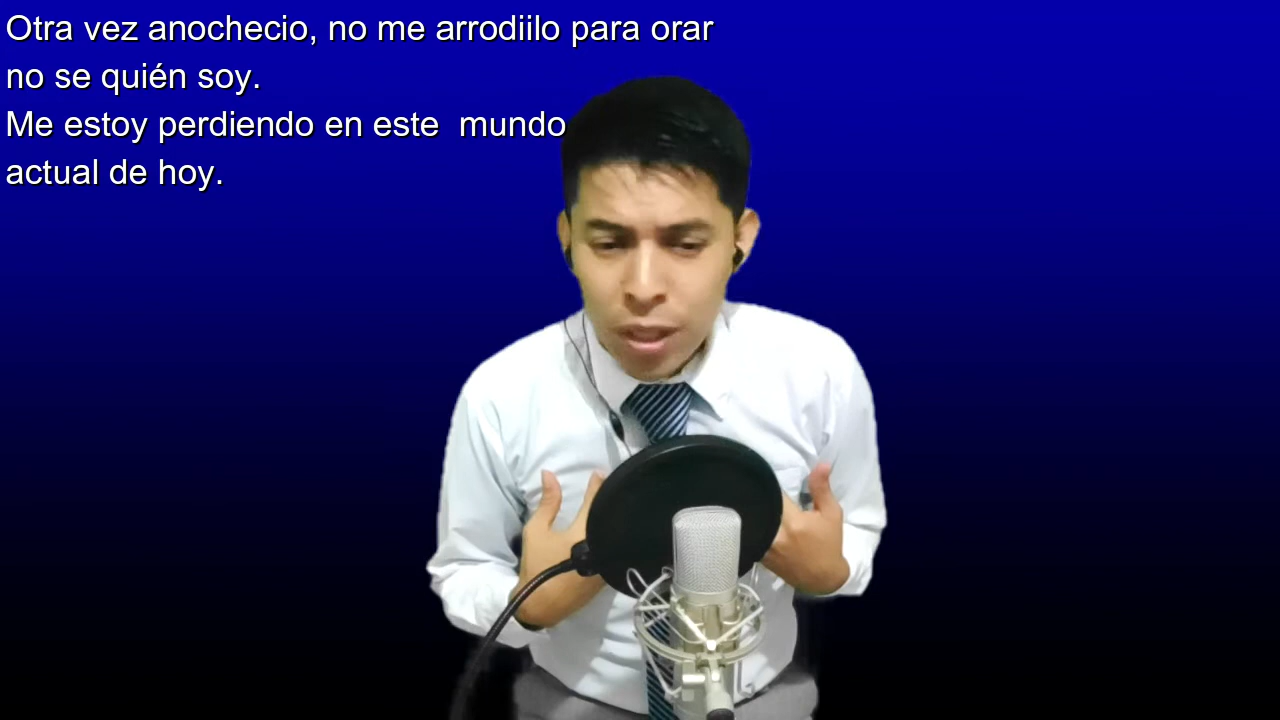 Otra vez anochecio, no me arrodiilo para orar
no se quién soy.
Me estoy perdiendo en este  mundo
actual de hoy.